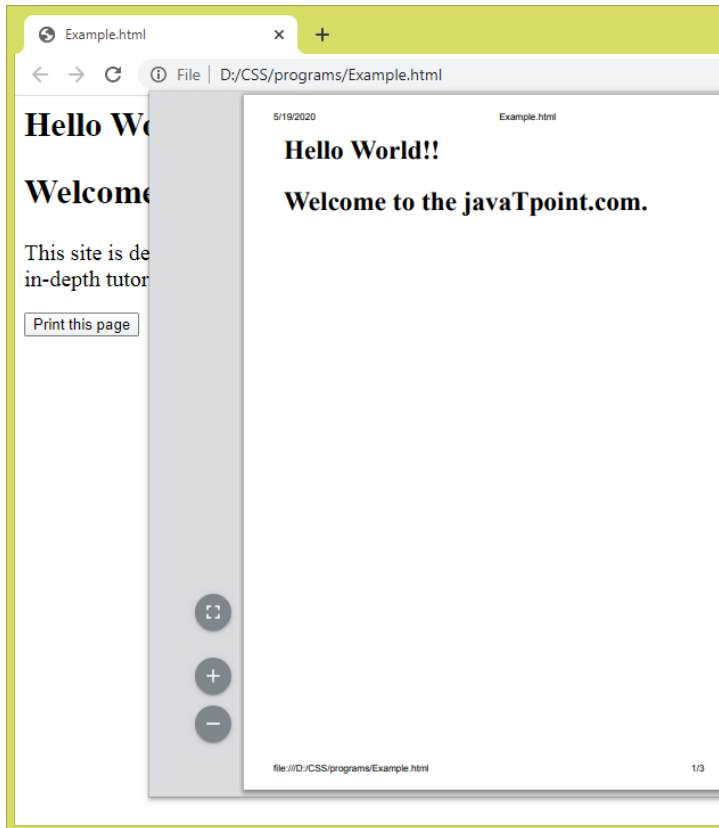 Example.html
File | D:/CSS/programs/Example.html
Hello Wo
Welcome
This site is de
in-depth tutor
Print this page
5/19/2020 Example.html
Hello World!!
Welcome to the javaTpoint.com.
file:///D:/CSS/programs/Example.html 1/3